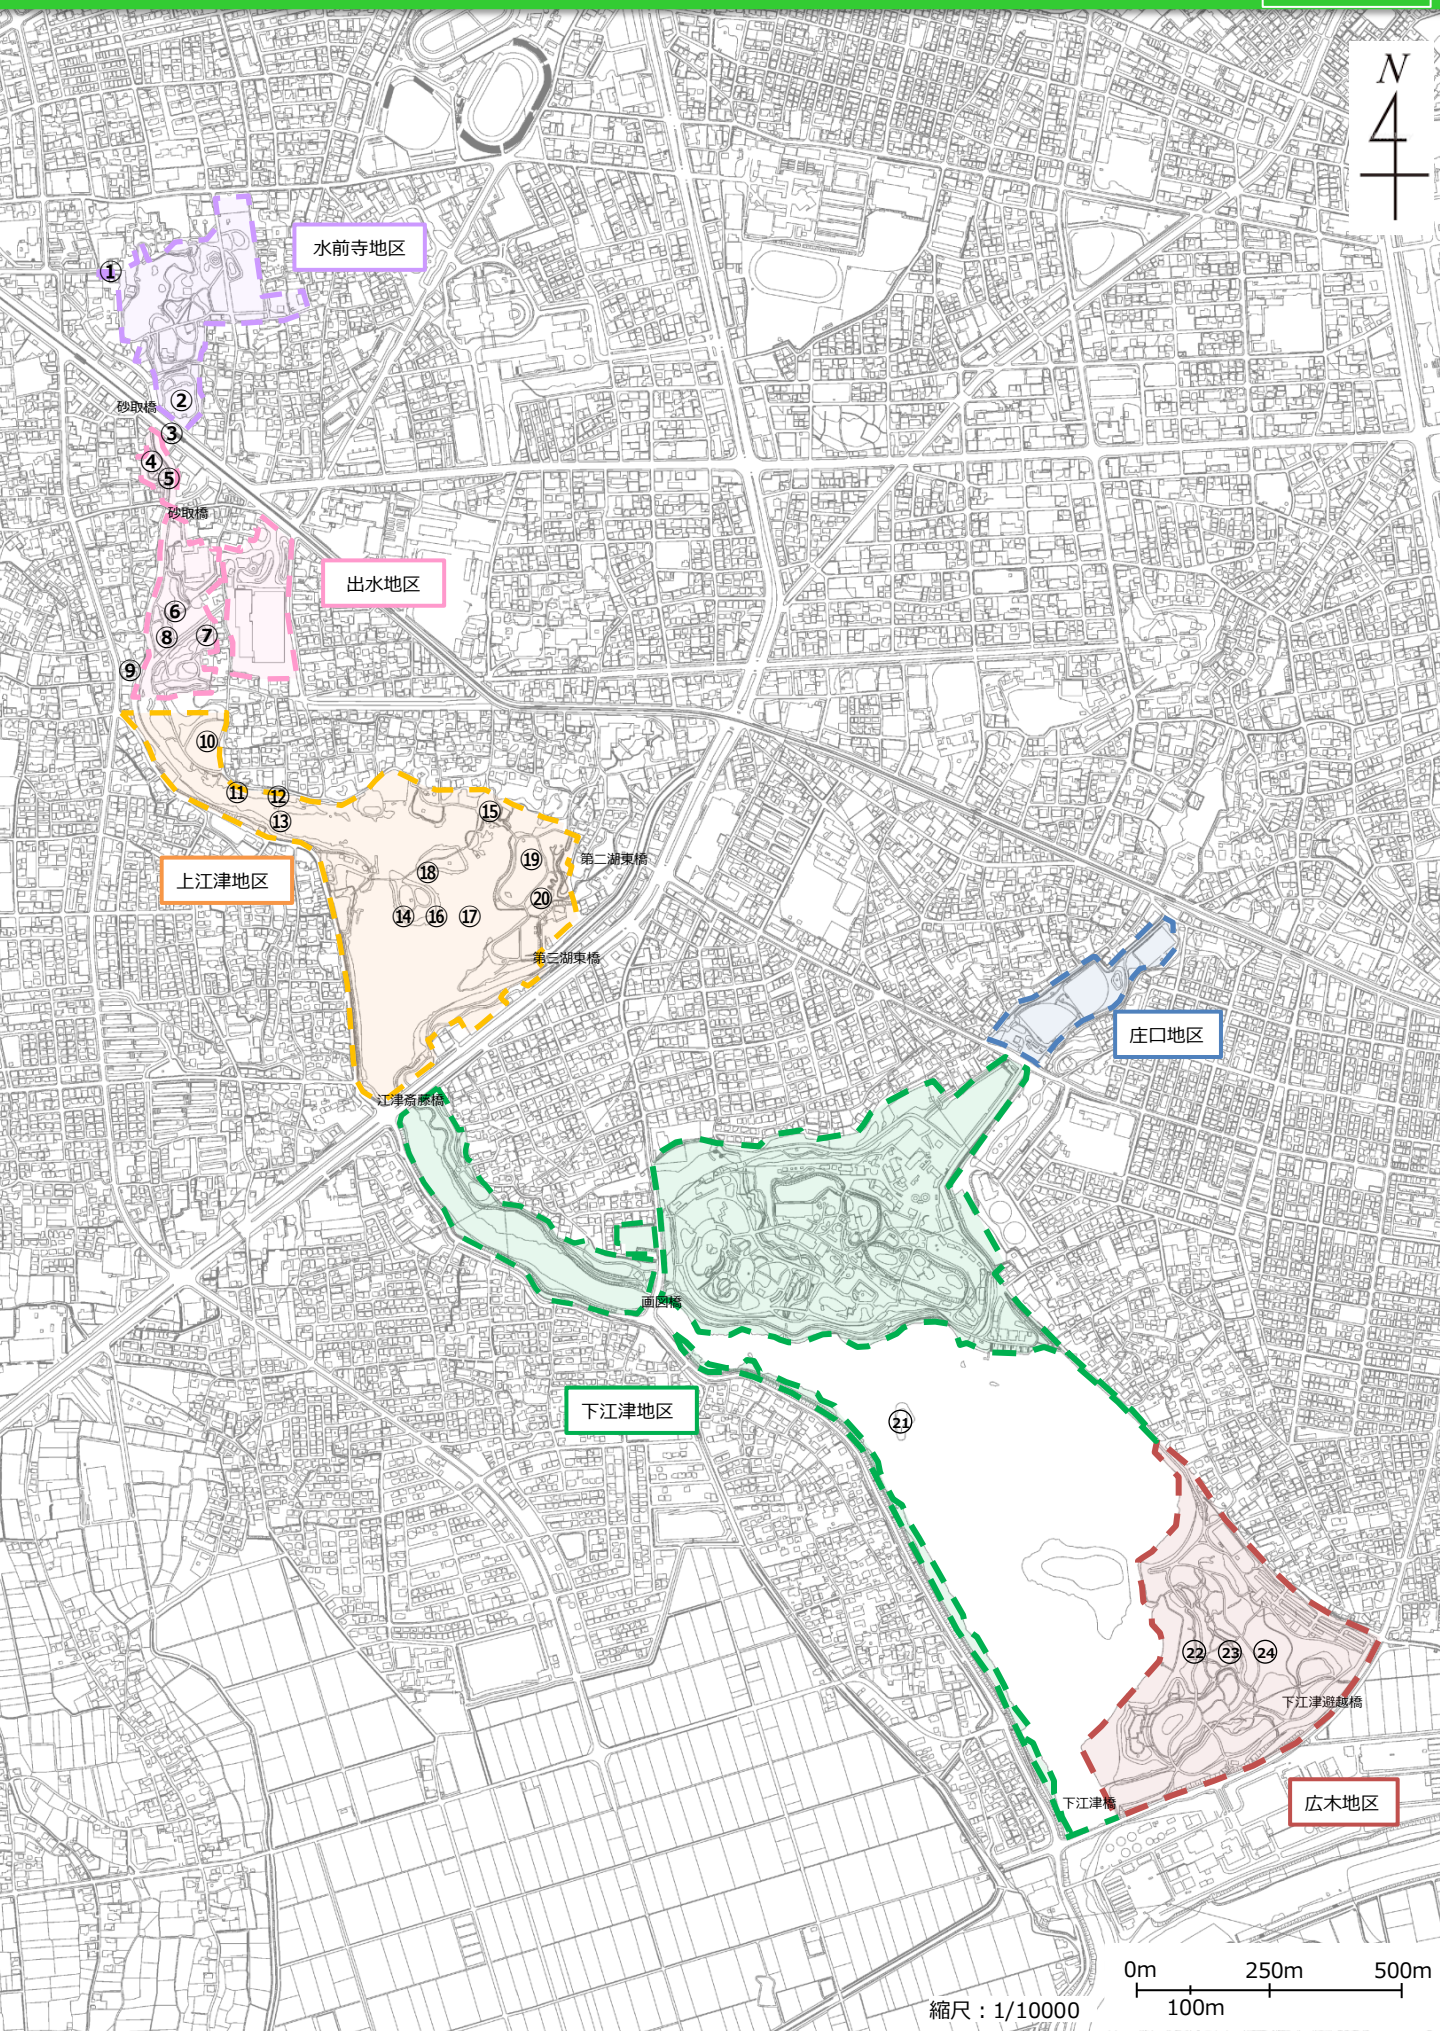 N
水前寺地区
①
②
砂取橋
③
④
⑤
砂取橋
出水地区
⑥
⑧
⑦
⑨
⑩
⑪
⑫
⑬
⑮
⑲
第二湖東橋
上江津地区
⑱
⑳
⑭
⑯
⑰
第三湖東橋
庄口地区
江津斎藤橋
画図橋
下江津地区
㉑
㉒
㉓
㉔
下江津避越橋
下江津橋
広木地区
0m
250m
500m
100m
縮尺：1/10000